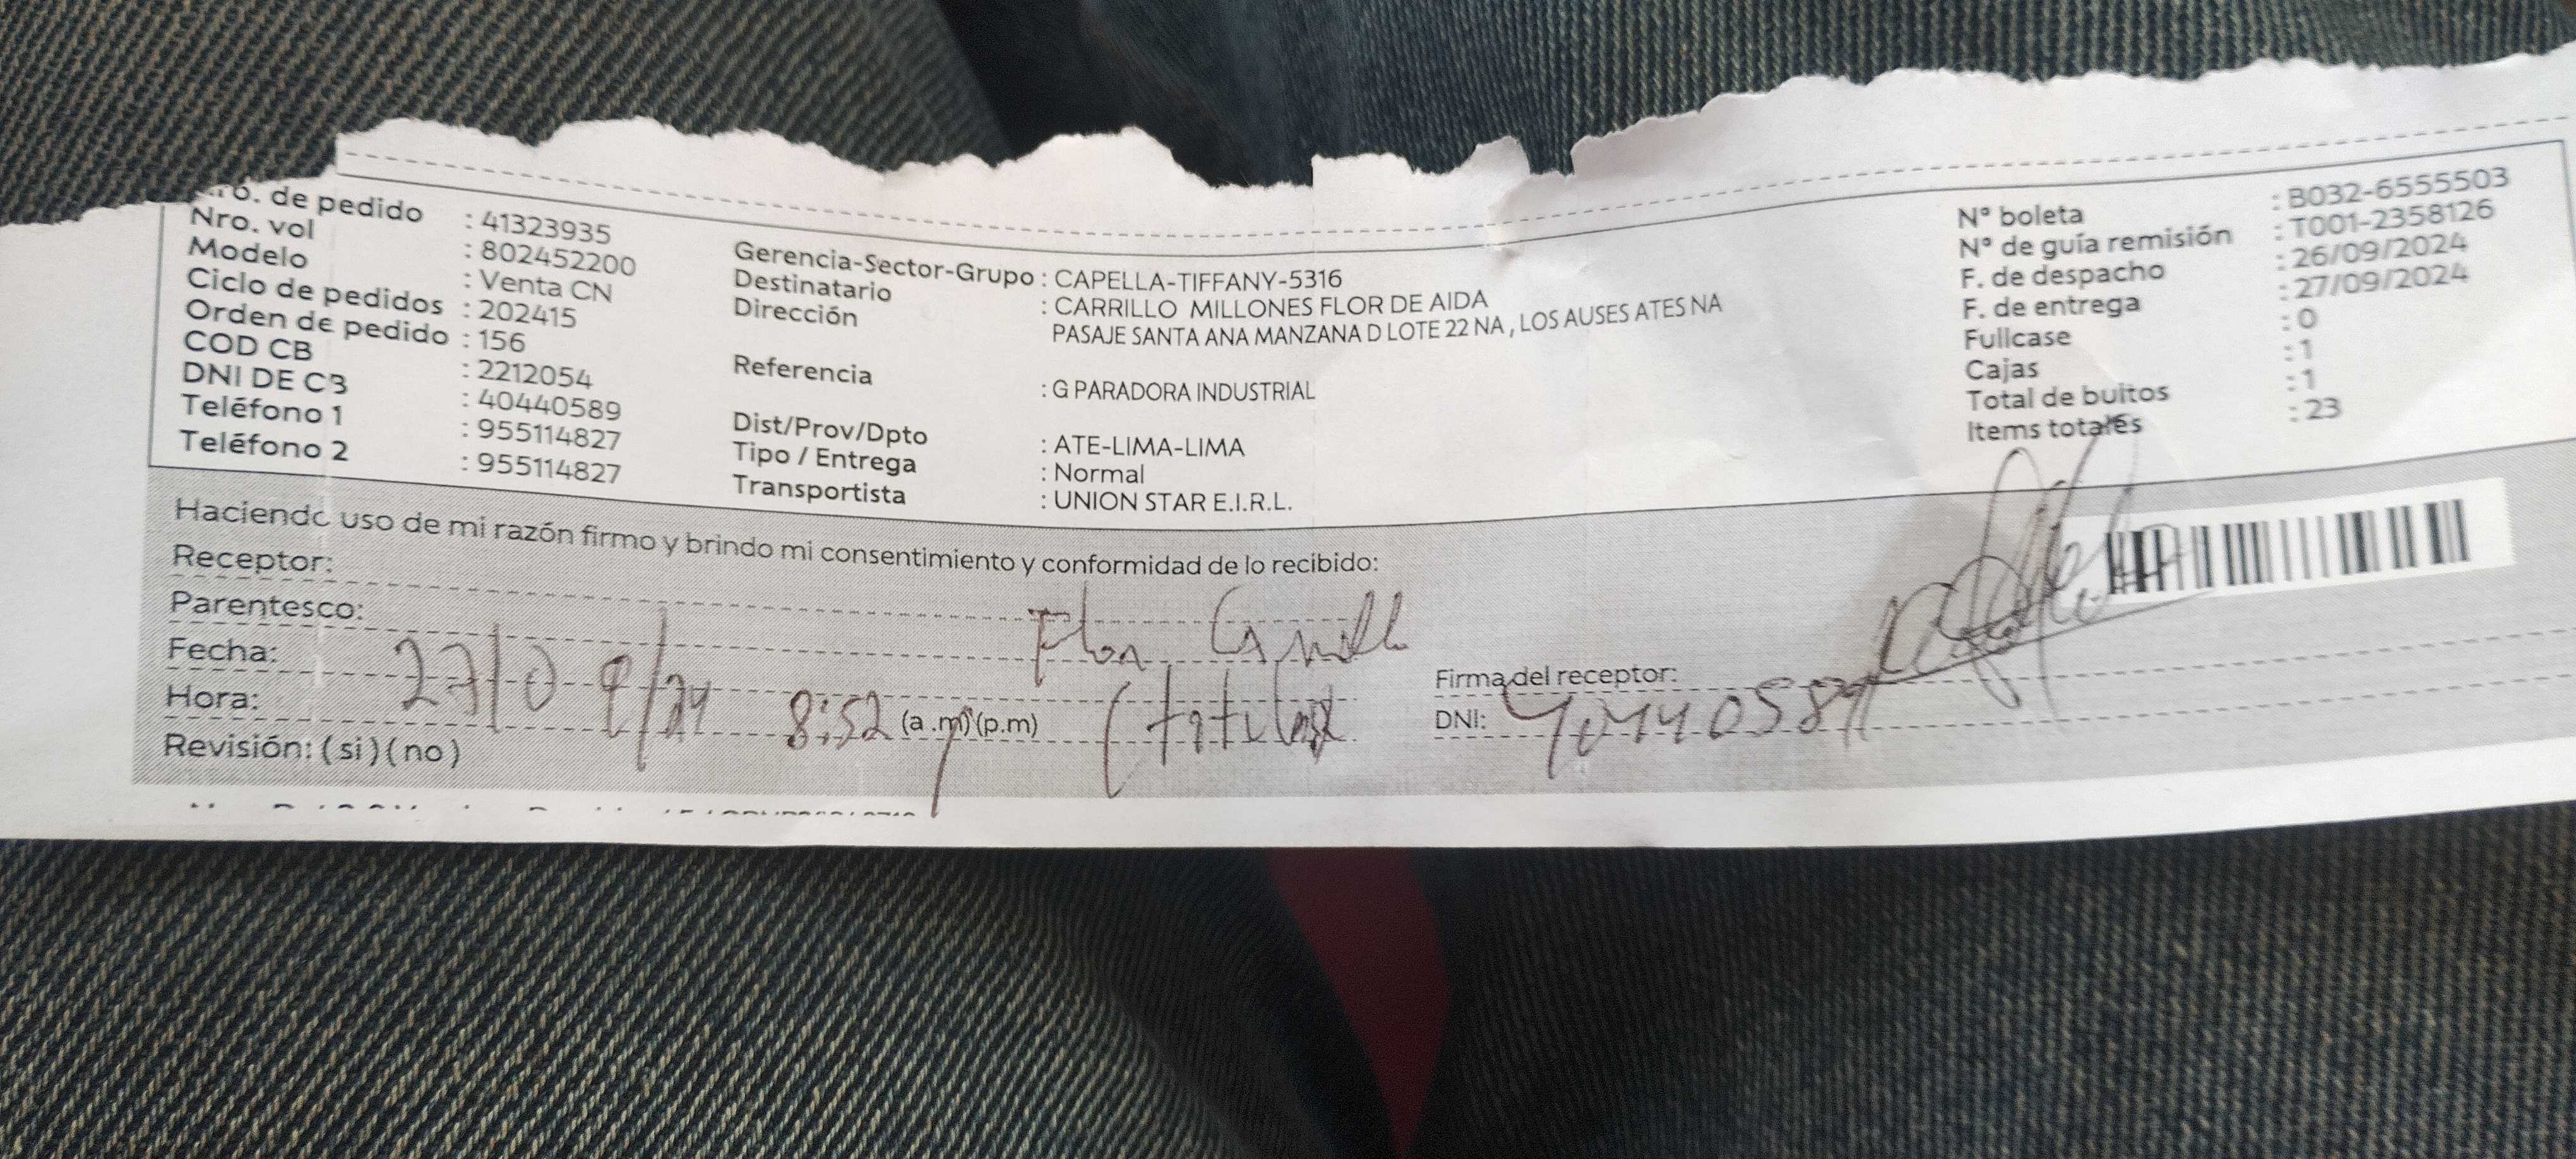 Nro. de pedido : 41323935
Nro. vol : 802452200
Modelo : Venta CN
Ciclo de pedidos : 202415
Orden de pedido : 156
COD CB : 2212054
DNI DE CB : 40440589
Teléfono 1 : 955114827
Teléfono 2 : 955114827
Gerencia-Sector-Grupo : CAPELLA-TIFFANY-5316
Destinatario : CARRILLO MILLONES FLOR DE AIDA
Dirección PASAJE SANTA ANA MANZANA D LOTE 22 NA , LOS AUSES ATES NA
Referencia : G PARADORA INDUSTRIAL
Dist/Prov/Dpto : ATE-LIMA-LIMA
Tipo / Entrega : Normal
Transportista : UNION STAR E.I.R.L.
N° boleta : B032-6555503
N° de guía remisión : T001-2358126
F. de despacho : 26/09/2024
F. de entrega : 27/09/2024
Fullcase : 0
Cajas : 1
Total de bultos : 1
Items totales : 23
Haciendo uso de mi razón firmo y brindo mi consentimiento y conformidad de lo recibido:
Receptor: Flor Carrillo
Parentesco: (titular
Fecha: 27/09/24
Hora: 8:52 (a.m) (p.m)
Revisión: (si) (no)
Firma del receptor:
DNI: 40440589